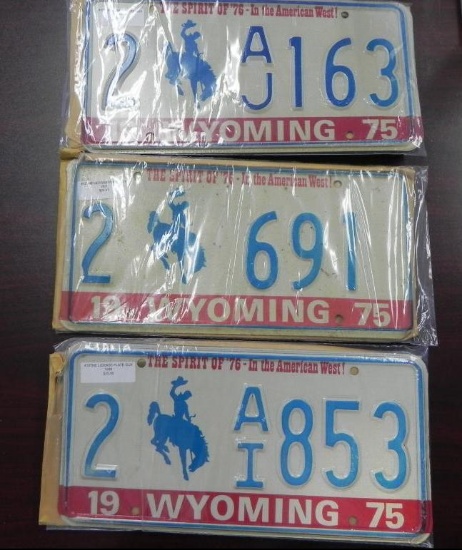 THE SPIRIT OF '76 - In the American West!
2 AU 163
WYOMING 75
THE SPIRIT OF '76 - In the American West!
2 691
19 WYOMING 75
THE SPIRIT OF '76 - In the American West!
2 AI 853
19 WYOMING 75